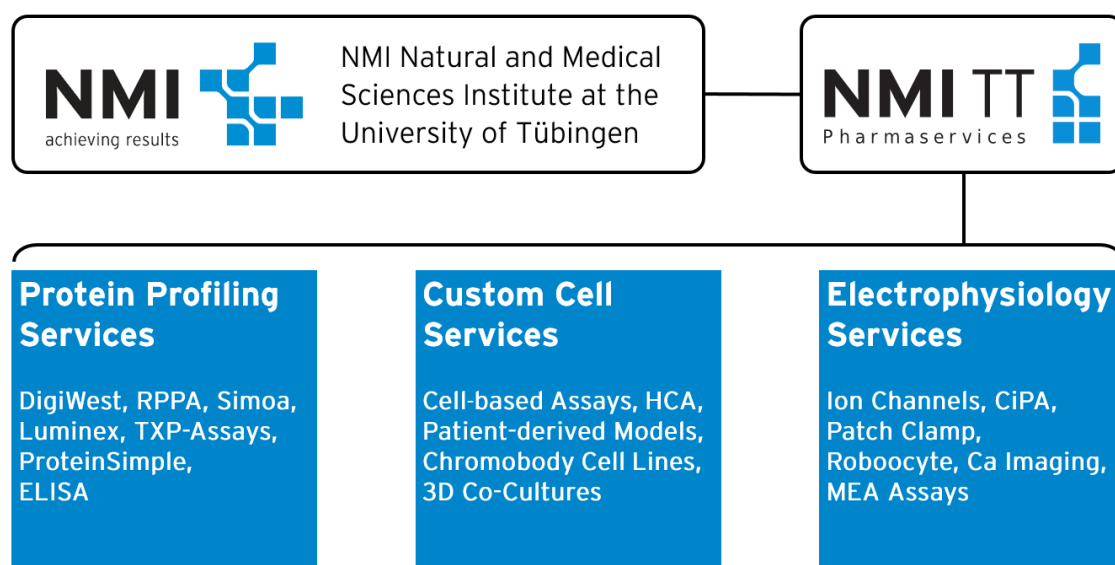 NMI
achieving results
NMI Natural and Medical
Sciences Institute at the
University of Tübingen
NMI TT
Pharmaservices
Protein Profiling
Services
DigiWest, RPPA, Simoa,
Luminex, TXP-Assays,
ProteinSimple,
ELISA
Custom Cell
Services
Cell-based Assays, HCA,
Patient-derived Models,
Chromobody Cell Lines,
3D Co-Cultures
Electrophysiology
Services
Ion Channels, CiPA,
Patch Clamp,
Roboocyte, Ca Imaging,
MEA Assays